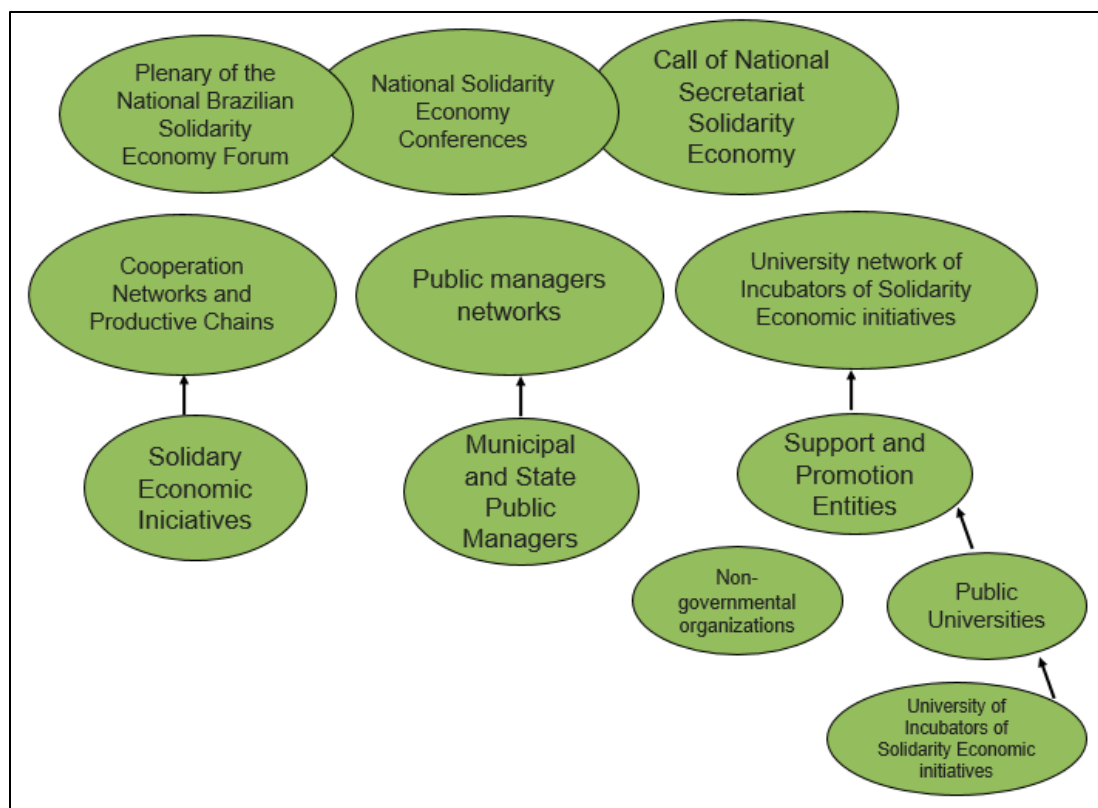 Plenary of the
National Brazilian
Solidarity
Economy Forum
National Solidarity
Economy
Conferences
Call of National
Secretariat
Solidarity
Economy
Cooperation
Networks and
Productive Chains
Public managers
networks
University network of
Incubators of Solidarity
Economic initiatives
Solidary
Economic
Iniciatives
Municipal
and State
Public
Managers
Support and
Promotion
Entities
Non-
governmental
organizations
Public
Universities
University of
Incubators of
Solidarity Economic
initiatives